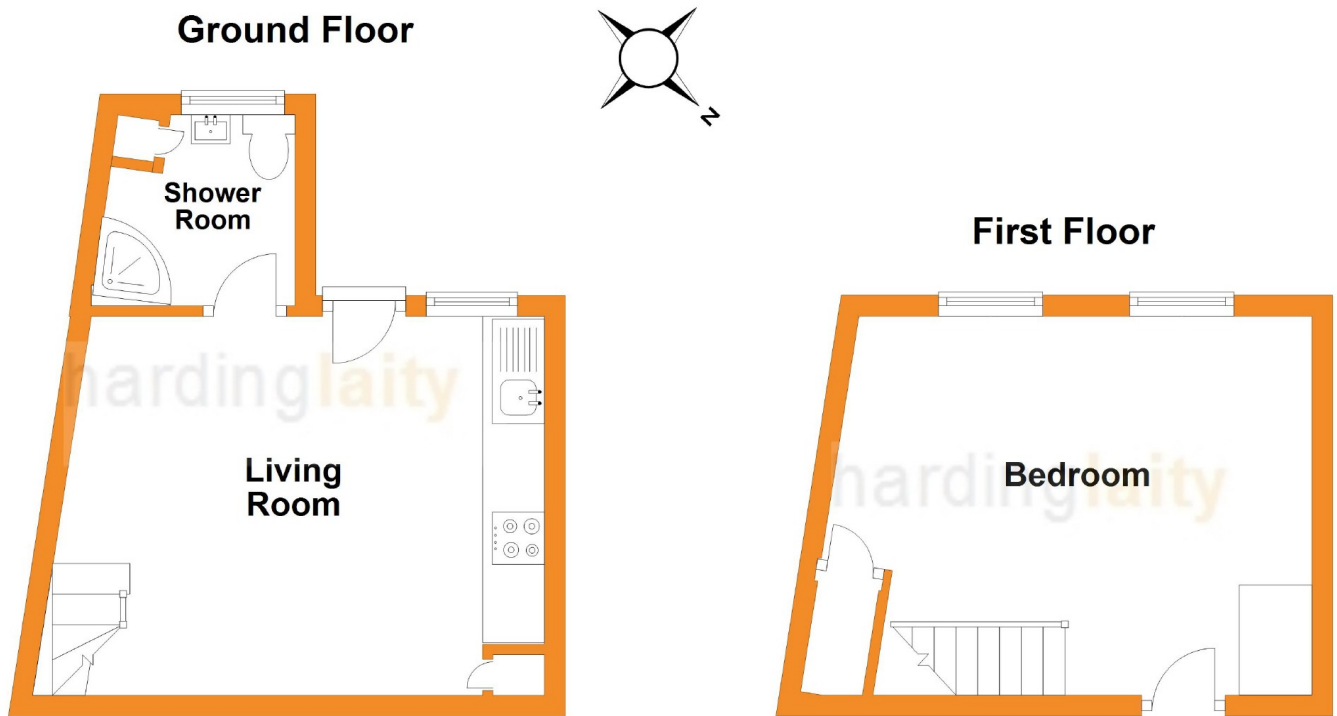 Ground Floor
N
Shower
Room
First Floor
hardinglaity
Living
Room
Bedroom
hardinglaity